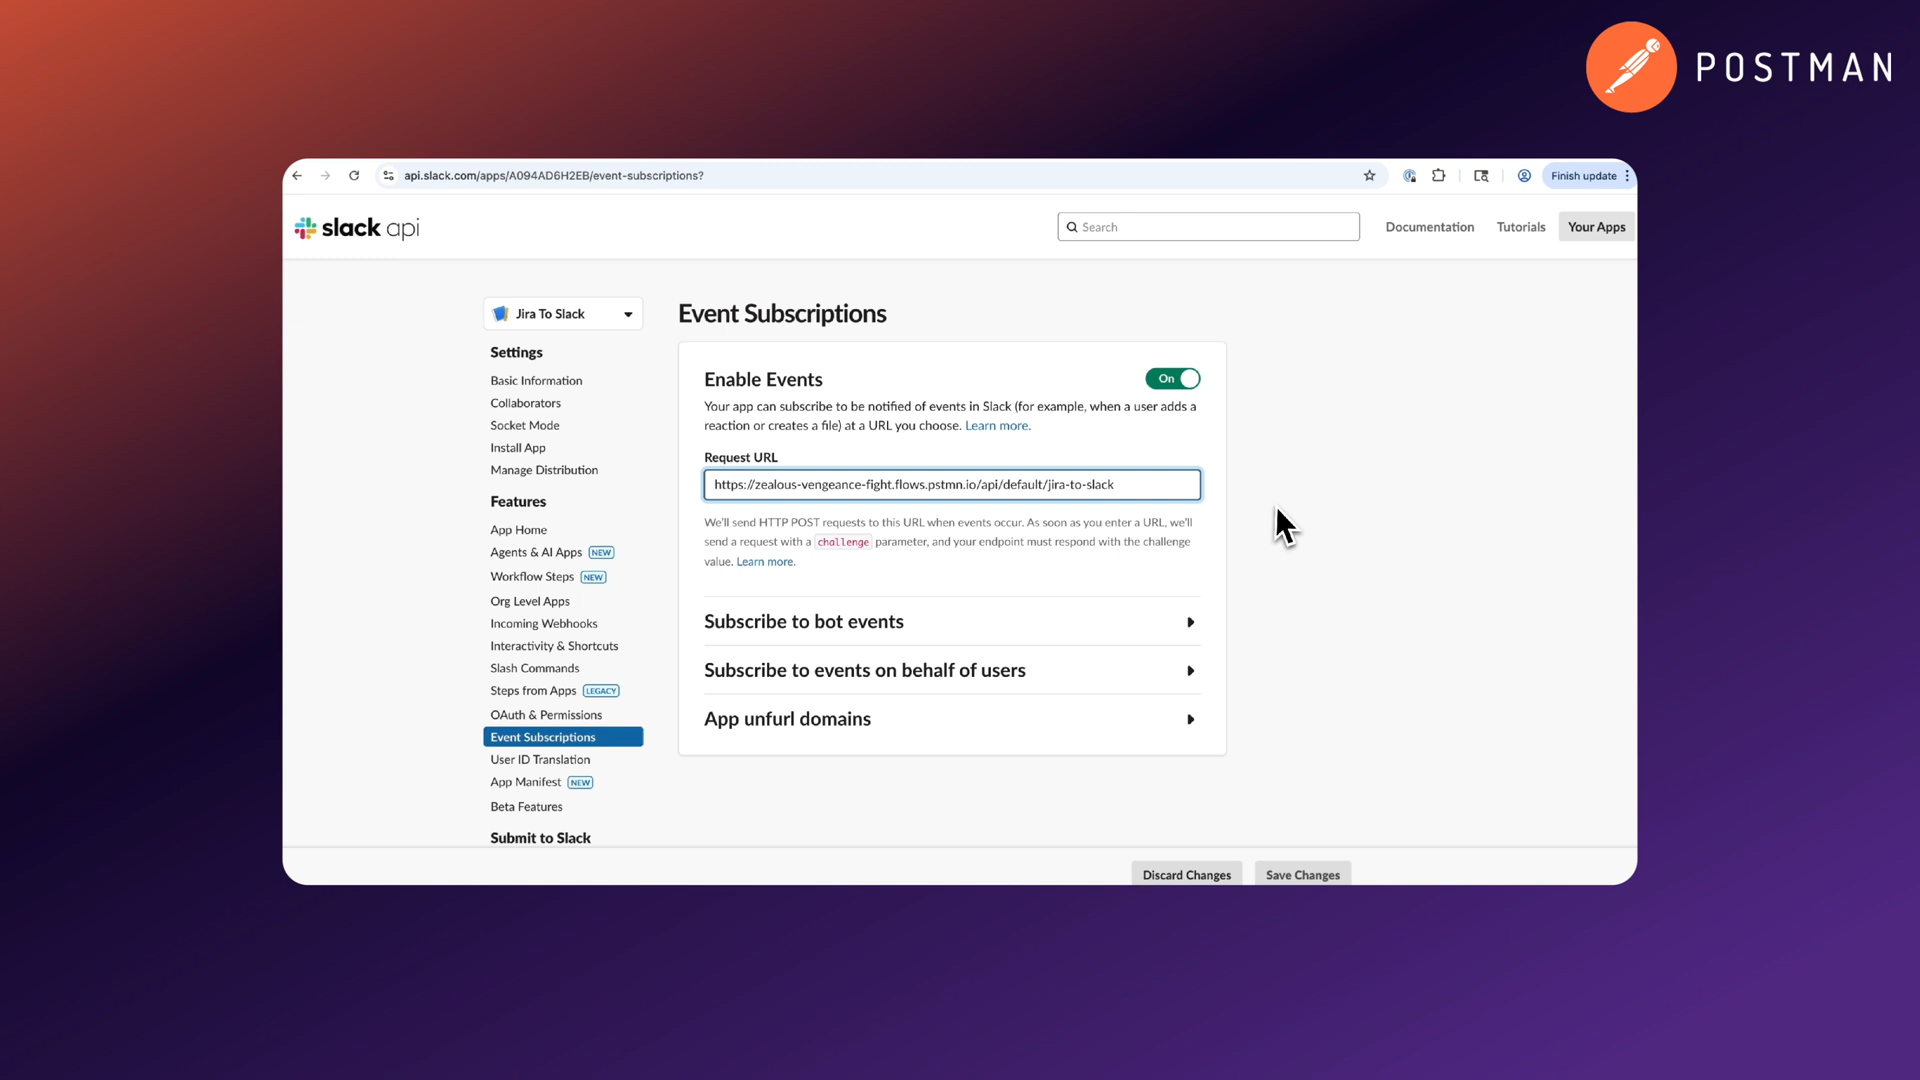 POSTMAN
api.slack.com/apps/A094AD6H2EB/event-subscriptions?
Finish update
slack api
Search
Documentation
Tutorials
Your Apps
Jira To Slack
Settings
Basic Information
Collaborators
Socket Mode
Install App
Manage Distribution
Features
App Home
Agents & AI Apps NEW
Workflow Steps NEW
Org Level Apps
Incoming Webhooks
Interactivity & Shortcuts
Slash Commands
Steps from Apps LEGACY
OAuth & Permissions
Event Subscriptions
User ID Translation
App Manifest NEW
Beta Features
Submit to Slack
Event Subscriptions
Enable Events
On
Your app can subscribe to be notified of events in Slack (for example, when a user adds a
reaction or creates a file) at a URL you choose. Learn more.
Request URL
https://zealous-vengeance-fight.flows.pstmn.io/api/default/jira-to-slack
We'll send HTTP POST requests to this URL when events occur. As soon as you enter a URL, we'll
send a request with a challenge parameter, and your endpoint must respond with the challenge
value. Learn more.
Subscribe to bot events
Subscribe to events on behalf of users
App unfurl domains
Discard Changes
Save Changes